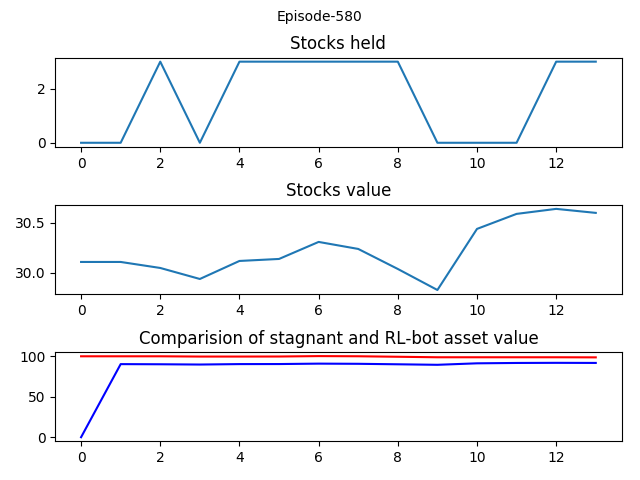 Episode-580
Stocks held
2
0
0 2 4 6 8 10 12
Stocks value
30.5
30.0
0 2 4 6 8 10 12
Comparision of stagnant and RL-bot asset value
100
50
0
0 2 4 6 8 10 12